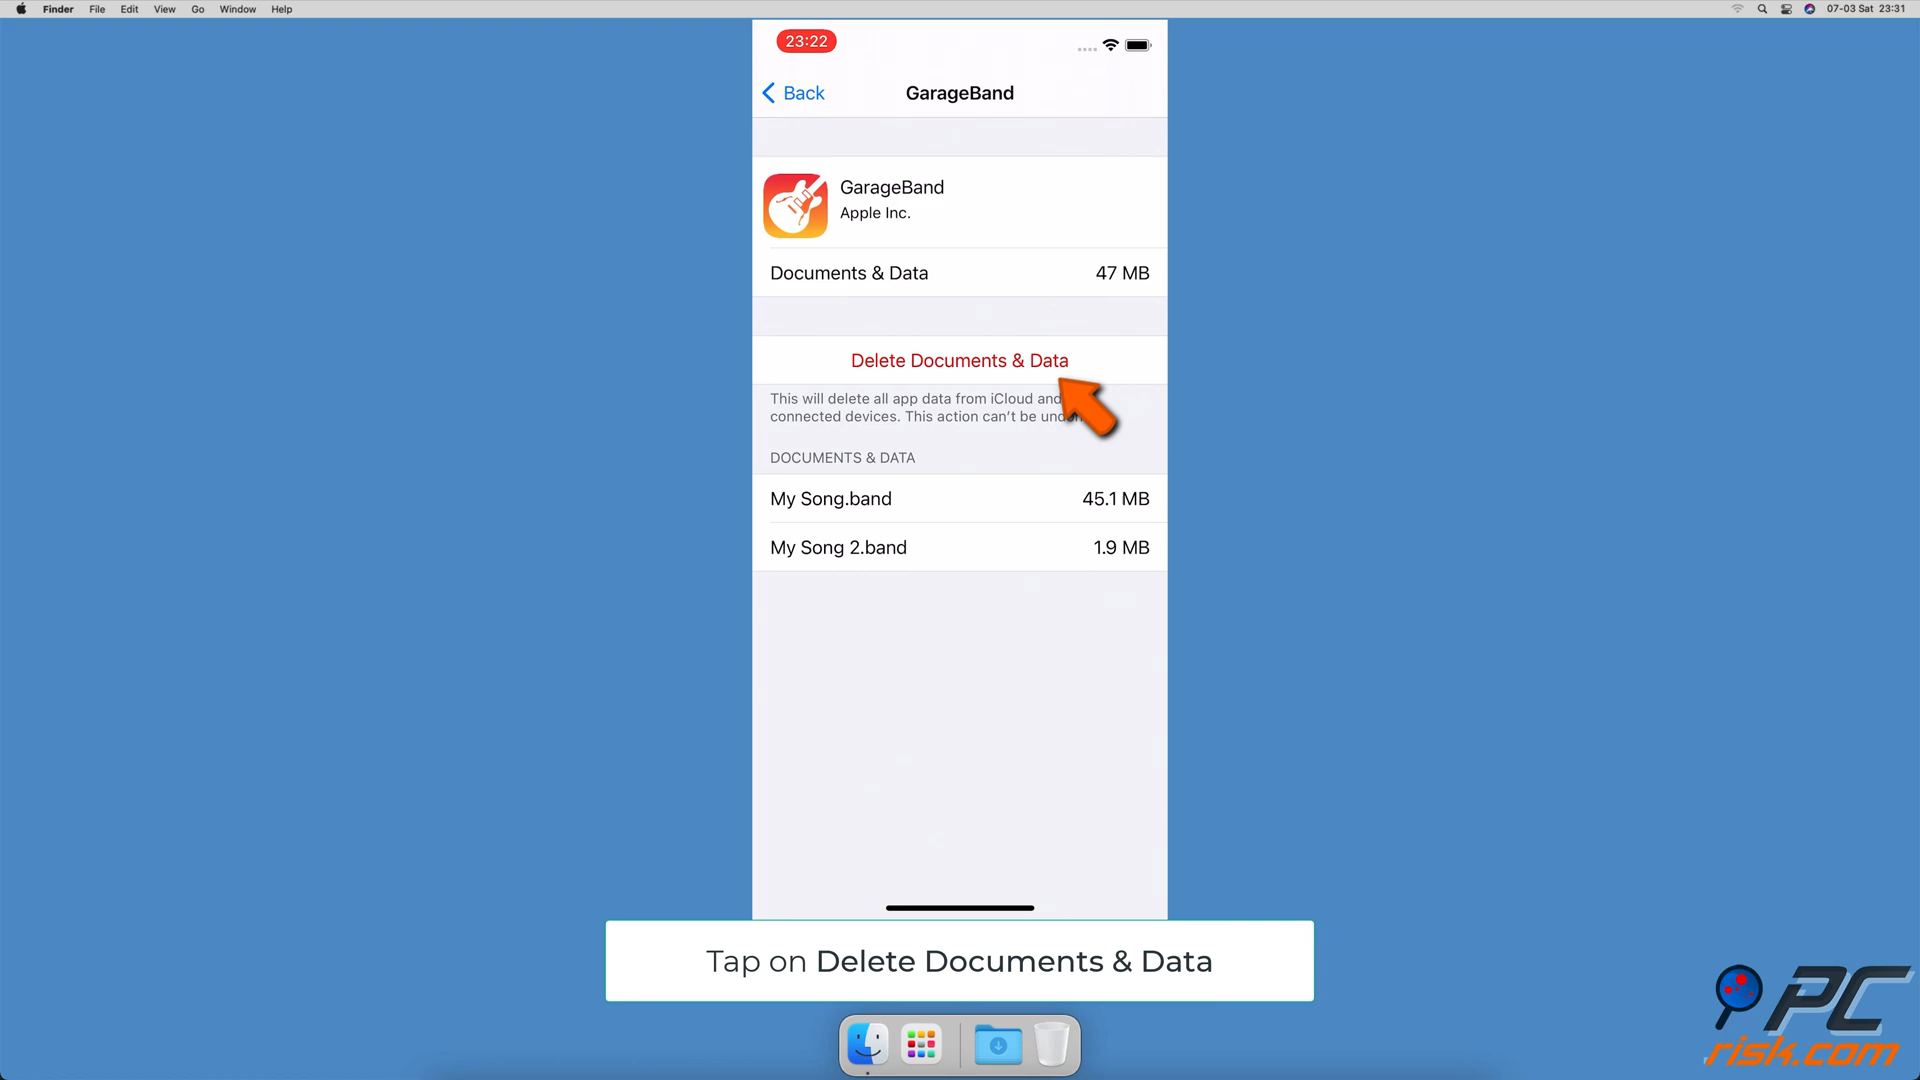 Finder File Edit View Go Window Help
07-03 Sat 23:31
23:22
Back
GarageBand
GarageBand
Apple Inc.
Documents & Data 47 MB
Delete Documents & Data
This will delete all app data from iCloud and
connected devices. This action can't be
DOCUMENTS & DATA
My Song.band 45.1 MB
My Song 2.band 1.9 MB
Tap on Delete Documents & Data
PC
risk.com